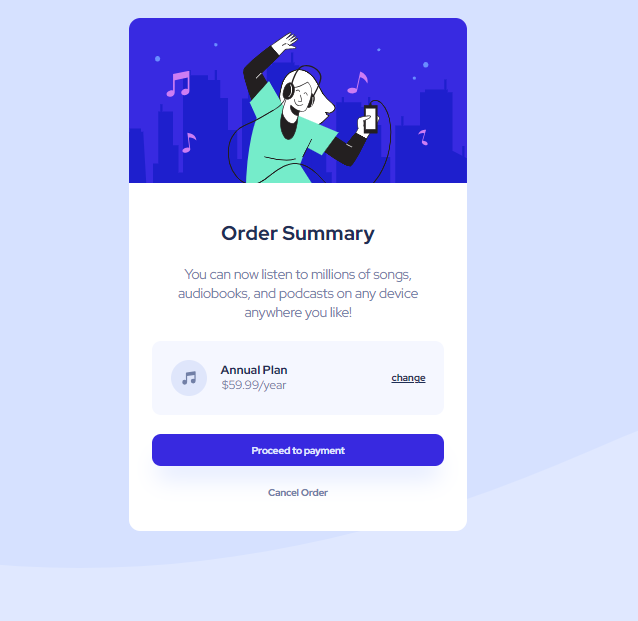 Order Summary
You can now listen to millions of songs,
audiobooks, and podcasts on any device
anywhere you like!
Annual Plan
$59.99/year
change
Proceed to payment
Cancel Order